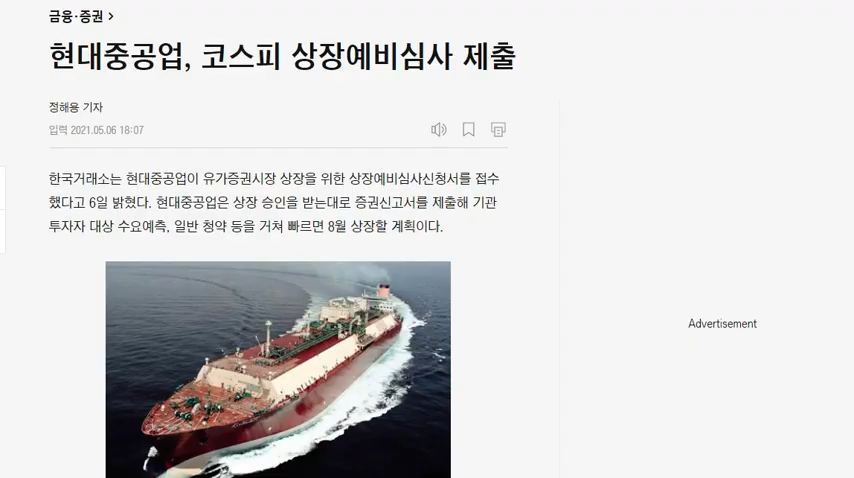 금융·증권 >
현대중공업, 코스피 상장예비심사 제출
정해용 기자
입력 2021.05.06 18:07
한국거래소는 현대중공업이 유가증권시장 상장을 위한 상장예비심사신청서를 접수
했다고 6일 밝혔다. 현대중공업은 상장 승인을 받는대로 증권신고서를 제출해 기관
투자자 대상 수요예측, 일반 청약 등을 거쳐 빠르면 8월 상장할 계획이다.
Advertisement